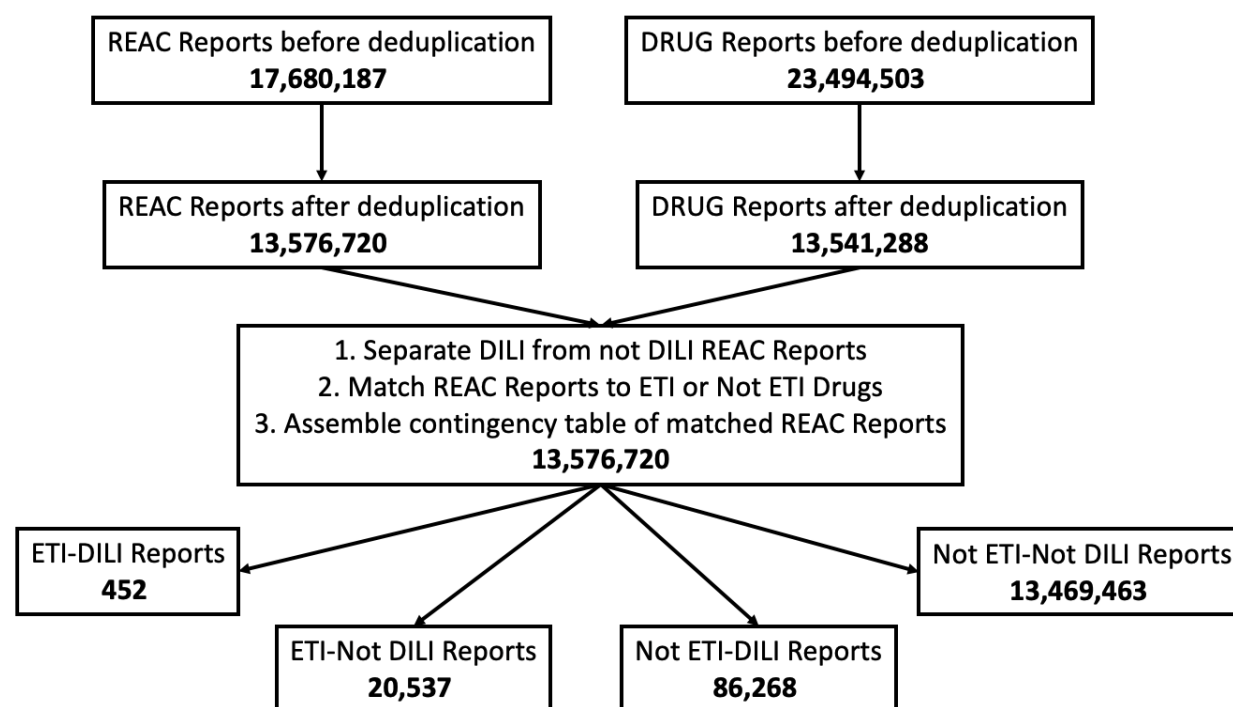 REAC Reports before deduplication
17,680,187
DRUG Reports before deduplication
23,494,503
REAC Reports after deduplication
13,576,720
DRUG Reports after deduplication
13,541,288
1. Separate DILI from not DILI REAC Reports
2. Match REAC Reports to ETI or Not ETI Drugs
3. Assemble contingency table of matched REAC Reports
13,576,720
ETI-DILI Reports
452
Not ETI-Not DILI Reports
13,469,463
ETI-Not DILI Reports
20,537
Not ETI-DILI Reports
86,268